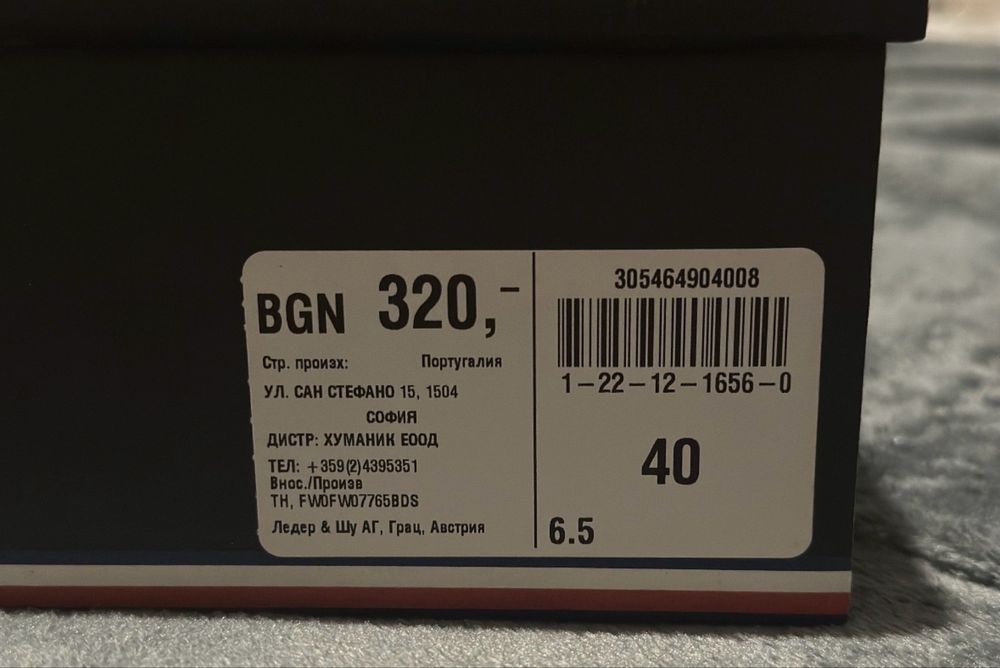 BGN 320,-
Стр. произх: Португалия
УЛ. САН СТЕФАНО 15, 1504
СОФИЯ
ДИСТР: ХУМАНИК ЕООД
ТЕЛ: +359(2)4395351
Внос./Произв
TH, FW0FW07765BDS
Ледер & Шу АГ, Грац, Австрия
305464904008
1-22-12-1656-0
40
6.5